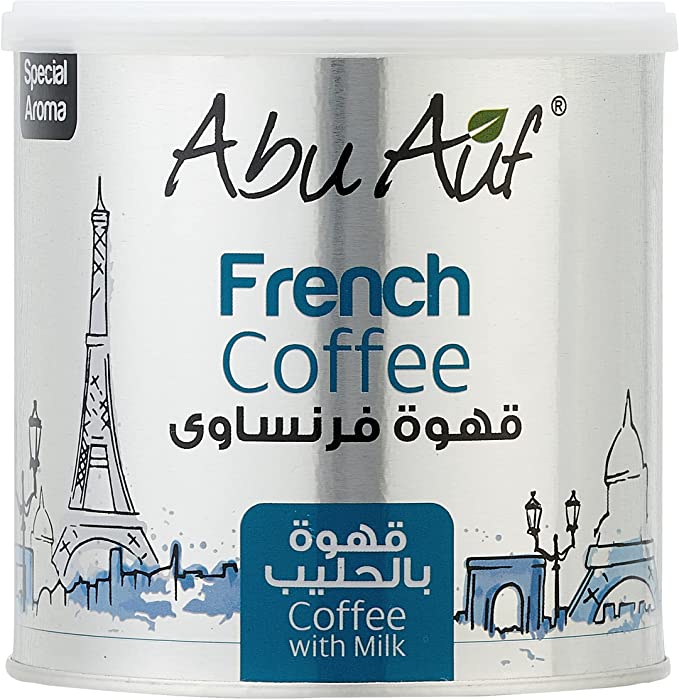 Special
Aroma
Abu Auf®
French
Coffee
قهوة فرنساوى
قهوة
بالحليب
Coffee
with Milk